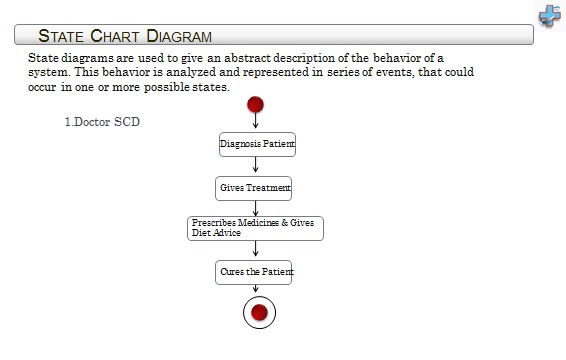 STATE CHART DIAGRAM
State diagrams are used to give an abstract description of the behavior of a
system. This behavior is analyzed and represented in series of events, that could
occur in one or more possible states.
1.Doctor SCD
Diagnosis Patient
Gives Treatment
Prescribes Medicines & Gives
Diet Advice
Cures the Patient